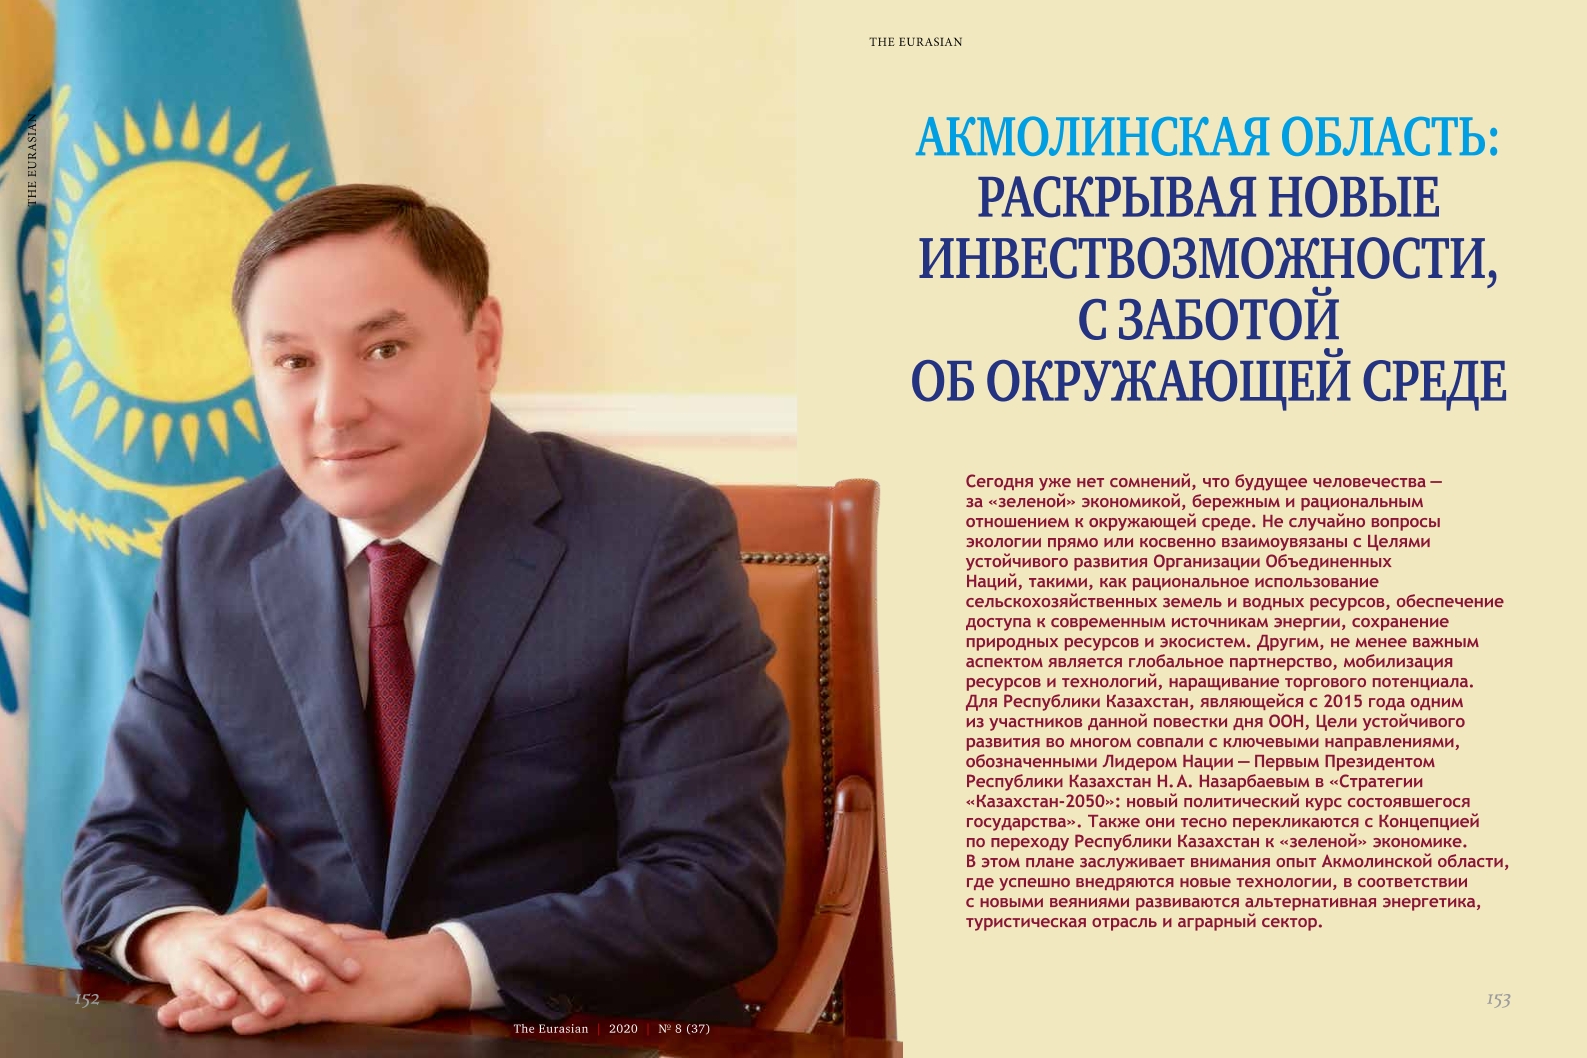 THE EURASIAN
THE EURASIAN
АКМОЛИНСКАЯ ОБЛАСТЬ:
РАСКРЫВАЯ НОВЫЕ
ИНВЕСТВОЗМОЖНОСТИ,
С ЗАБОТОЙ
ОБ ОКРУЖАЮЩЕЙ СРЕДЕ
Сегодня уже нет сомнений, что будущее человечества —
за «зеленой» экономикой, бережным и рациональным
отношением к окружающей среде. Не случайно вопросы
экологии прямо или косвенно взаимоувязаны с Целями
устойчивого развития Организации Объединенных
Наций, такими, как рациональное использование
сельскохозяйственных земель и водных ресурсов, обеспечение
доступа к современным источникам энергии, сохранение
природных ресурсов и экосистем. Другим, не менее важным
аспектом является глобальное партнерство, мобилизация
ресурсов и технологий, наращивание торгового потенциала.
Для Республики Казахстан, являющейся с 2015 года одним
из участников данной повестки дня ООН, Цели устойчивого
развития во многом совпали с ключевыми направлениями,
обозначенными Лидером Нации — Первым Президентом
Республики Казахстан Н. А. Назарбаевым в «Стратегии
«Казахстан-2050»: новый политический курс состоявшегося
государства». Также они тесно перекликаются с Концепцией
по переходу Республики Казахстан к «зеленой» экономике.
В этом плане заслуживает внимания опыт Акмолинской области,
где успешно внедряются новые технологии, в соответствии
с новыми веяниями развиваются альтернативная энергетика,
туристическая отрасль и аграрный сектор.
152
The Eurasian | 2020 | № 8 (37)
153